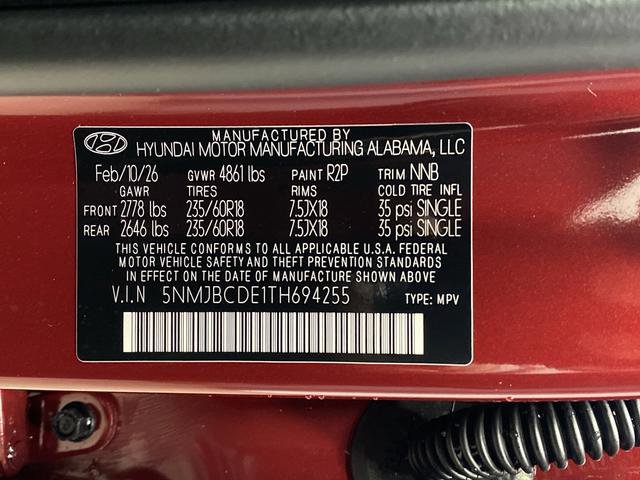 MANUFACTURED BY
HYUNDAI MOTOR MANUFACTURING ALABAMA, LLC
Feb/10/26 GVWR 4861 lbs PAINT R2P TRIM NNB
GAWR TIRES RIMS COLD TIRE INFL
FRONT 2778 lbs 235/60R18 7.5JX18 35 psi SINGLE
REAR 2646 lbs 235/60R18 7.5JX18 35 psi SINGLE
THIS VEHICLE CONFORMS TO ALL APPLICABLE U.S.A. FEDERAL
MOTOR VEHICLE SAFETY AND THEFT PREVENTION STANDARDS
IN EFFECT ON THE DATE OF MANUFACTURE SHOWN ABOVE
V.I.N 5NMJBCDE1TH694255 TYPE: MPV